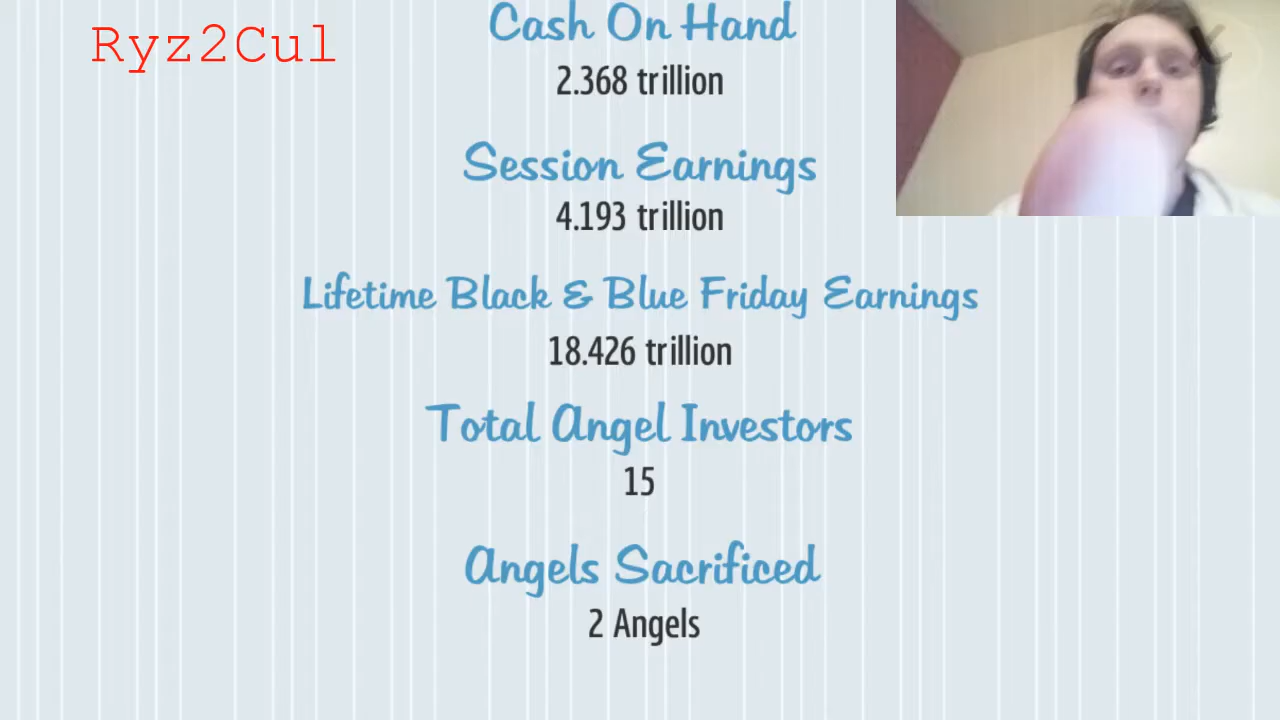 Ryz2Cul
Cash On Hand
2.368 trillion
Session Earnings
4.193 trillion
Lifetime Black & Blue Friday Earnings
18.426 trillion
Total Angel Investors
15
Angels Sacrificed
2 Angels